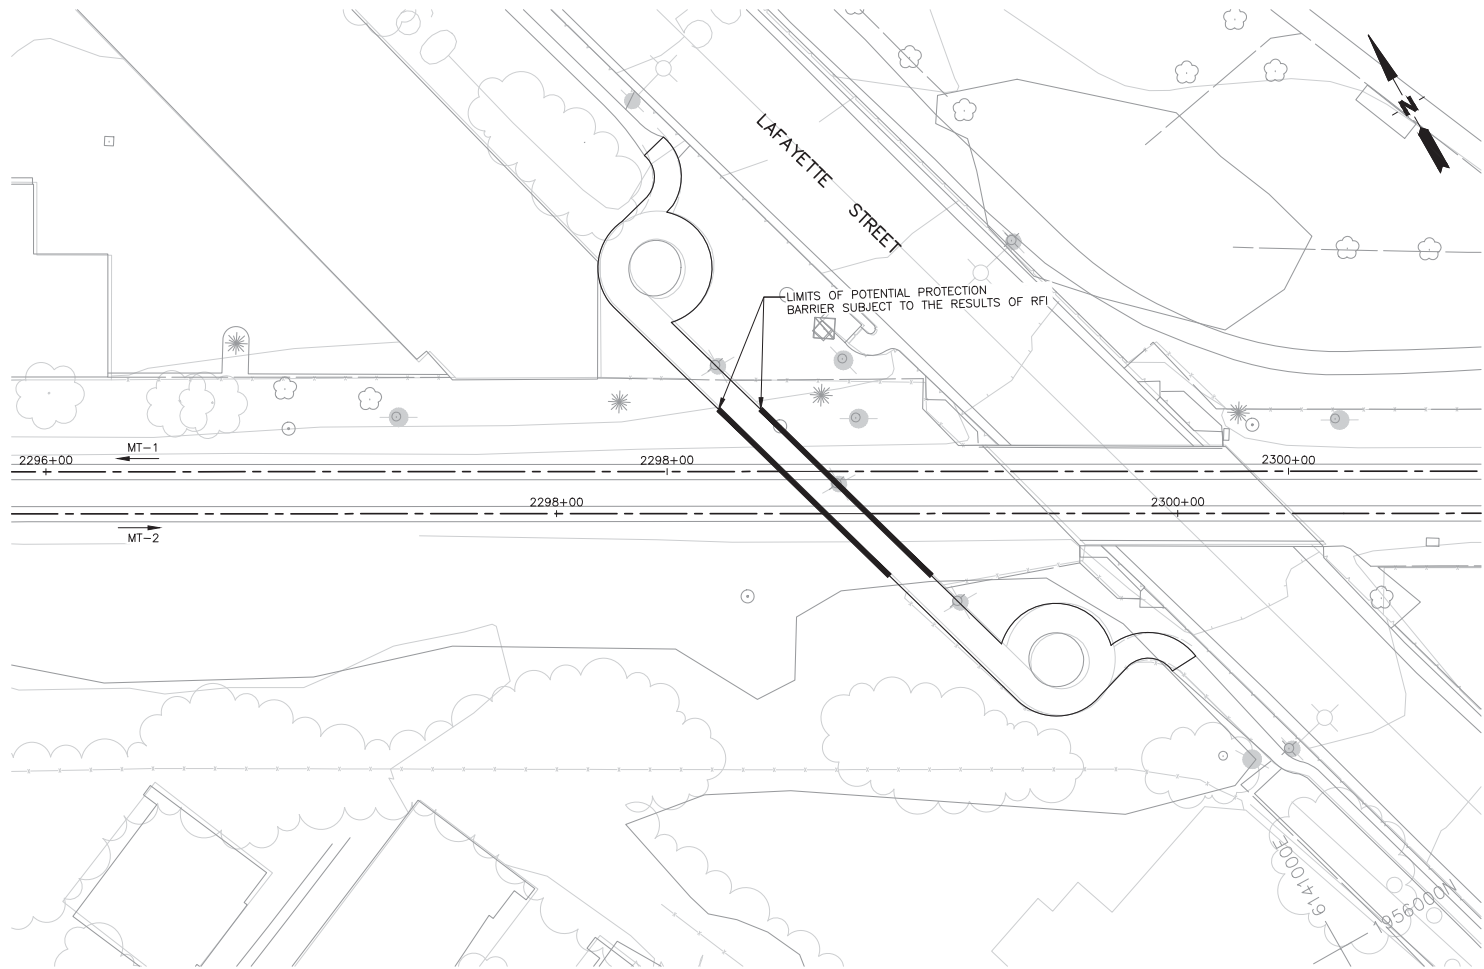 N
LAFAYETTE STREET
LIMITS OF POTENTIAL PROTECTION
BARRIER SUBJECT TO THE RESULTS OF RFI
MT-1
2296+00
2298+00
2300+00
2298+00
2300+00
MT-2
614100E
1956000N